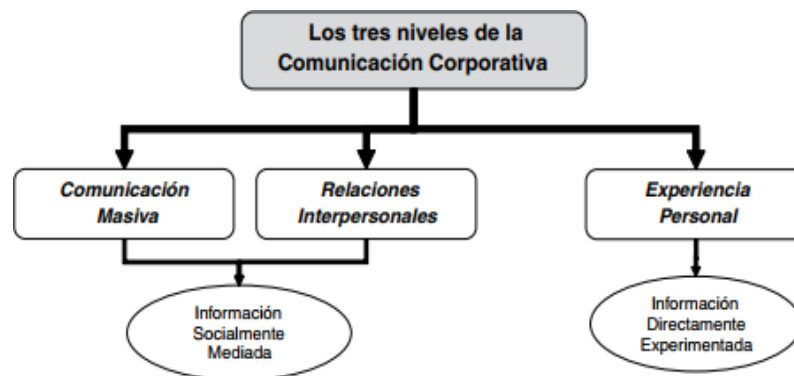 Los tres niveles de la
Comunicación Corporativa
Comunicación
Masiva
Relaciones
Interpersonales
Experiencia
Personal
Información
Socialmente
Mediada
Información
Directamente
Experimentada